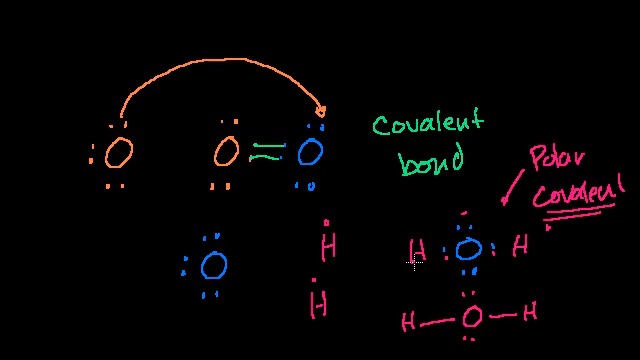 O O = O
Covalent
bond
Polar
Covalent
O H H O H
H
H — O — H